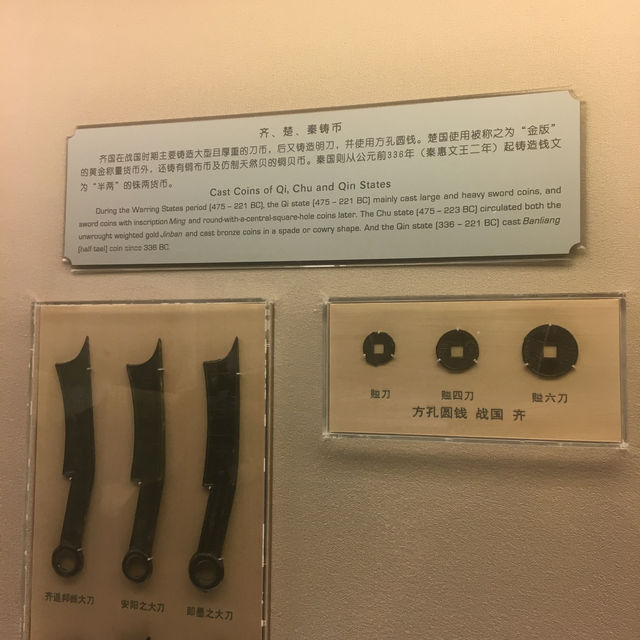 齐、楚、秦铸币
齐国在战国时期主要铸造大型且厚重的刀币，后又铸造明刀，并使用方孔圆钱。楚国使用被称之为“金版”
的黄金称量货币外，还铸有铜布币及仿制天然贝的铜贝币。秦国则从公元前336年（秦惠文王二年）起铸造钱文
为“半两”的铢两货币。
Cast Coins of Qi, Chu and Qin States
During the Warring States period (475 – 221 BC), the Qi state (475 – 221 BC) mainly cast large and heavy sword coins, and
sword coins with inscription Ming and round-with-a-central-square-hole coins later. The Chu state (475 – 223 BC) circulated both the
unwrought weighted gold Jinban and cast bronze coins in a spade or cowry shape. And the Qin state (336 – 221 BC) cast Banliang
(half tael) coin since 336 BC.
賹刀
賹四刀
賹六刀
方孔圆钱 战国 齐
齐造邦大刀
安阳之大刀
即墨之大刀